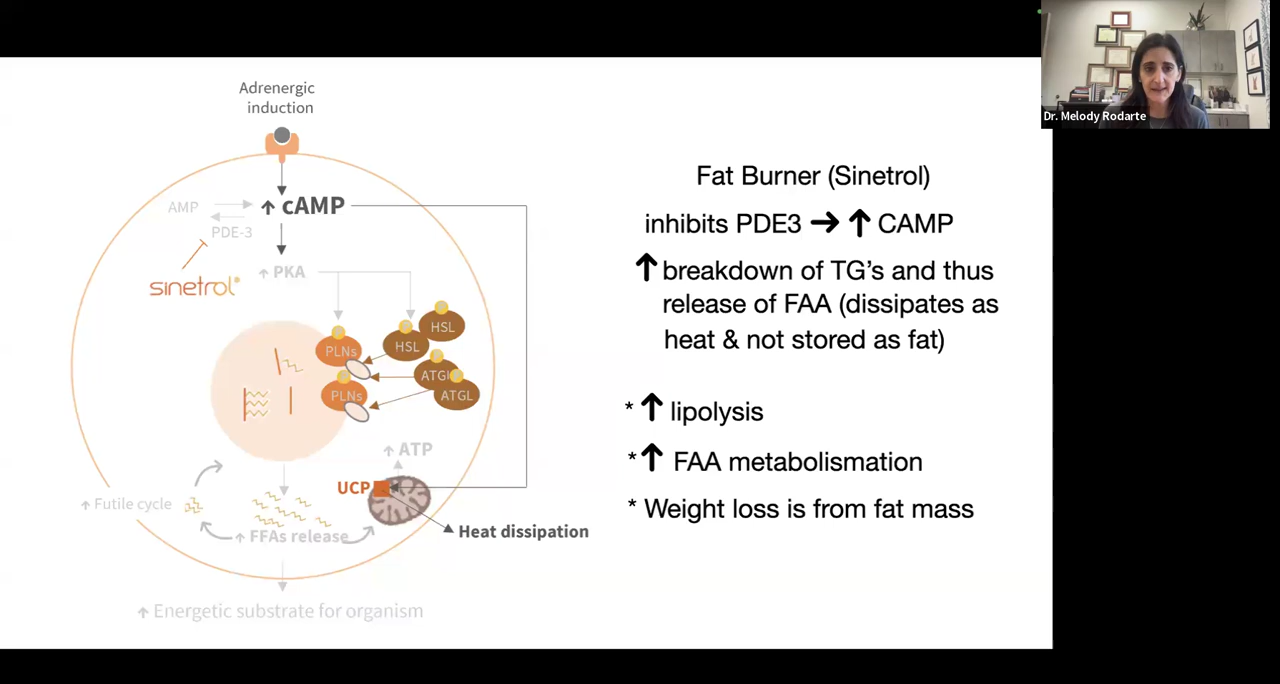 Dr. Melody Rodarte
Adrenergic
induction
AMP
↑ cAMP
PDE-3
sinetrol®
↑ PKA
HSL
HSL
PLNs
ATGL
PLNs
ATGL
↑ ATP
UCP
↑ Futile cycle
↑ FFAs release
Heat dissipation
↑ Energetic substrate for organism
Fat Burner (Sinetrol)
inhibits PDE3 → ↑ CAMP
↑ breakdown of TG's and thus
release of FAA (dissipates as
heat & not stored as fat)
* ↑ lipolysis
* ↑ FAA metabolismation
* Weight loss is from fat mass